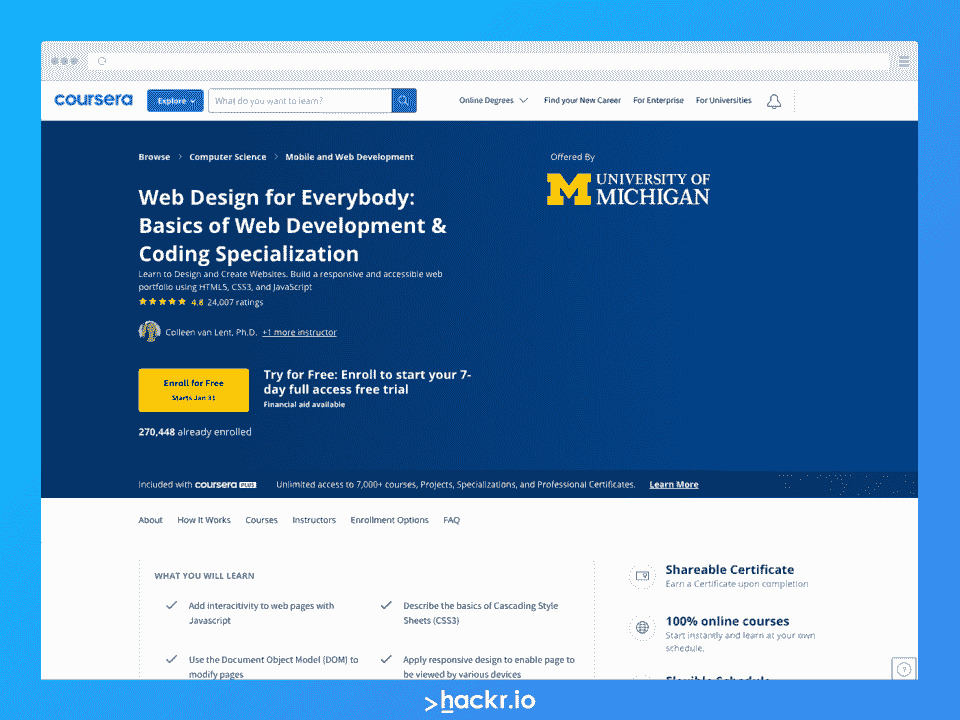 coursera
Explore
What do you want to learn?
Online Degrees
Find your New Career
For Enterprise
For Universities
Browse > Computer Science > Mobile and Web Development
Offered By
UNIVERSITY OF
MICHIGAN
Web Design for Everybody:
Basics of Web Development &
Coding Specialization
Learn to Design and Create Websites. Build a responsive and accessible web
portfolio using HTML5, CSS3, and JavaScript
4.8 24,007 ratings
Colleen van Lent, Ph.D. +1 more instructor
Enroll for Free
Starts Jan 31
Try for Free: Enroll to start your 7-
day full access free trial
Financial aid available
270,448 already enrolled
Included with coursera PLUS
Unlimited access to 7,000+ courses, Projects, Specializations, and Professional Certificates.
Learn More
About
How It Works
Courses
Instructors
Enrollment Options
FAQ
WHAT YOU WILL LEARN
Add interacitivity to web pages with
Javascript
Describe the basics of Cascading Style
Sheets (CSS3)
Use the Document Object Model (DOM) to
modify pages
Apply responsive design to enable page to
be viewed by various devices
Shareable Certificate
Earn a Certificate upon completion
100% online courses
Start instantly and learn at your own
schedule.
Flexible Schedule
>hackr.io